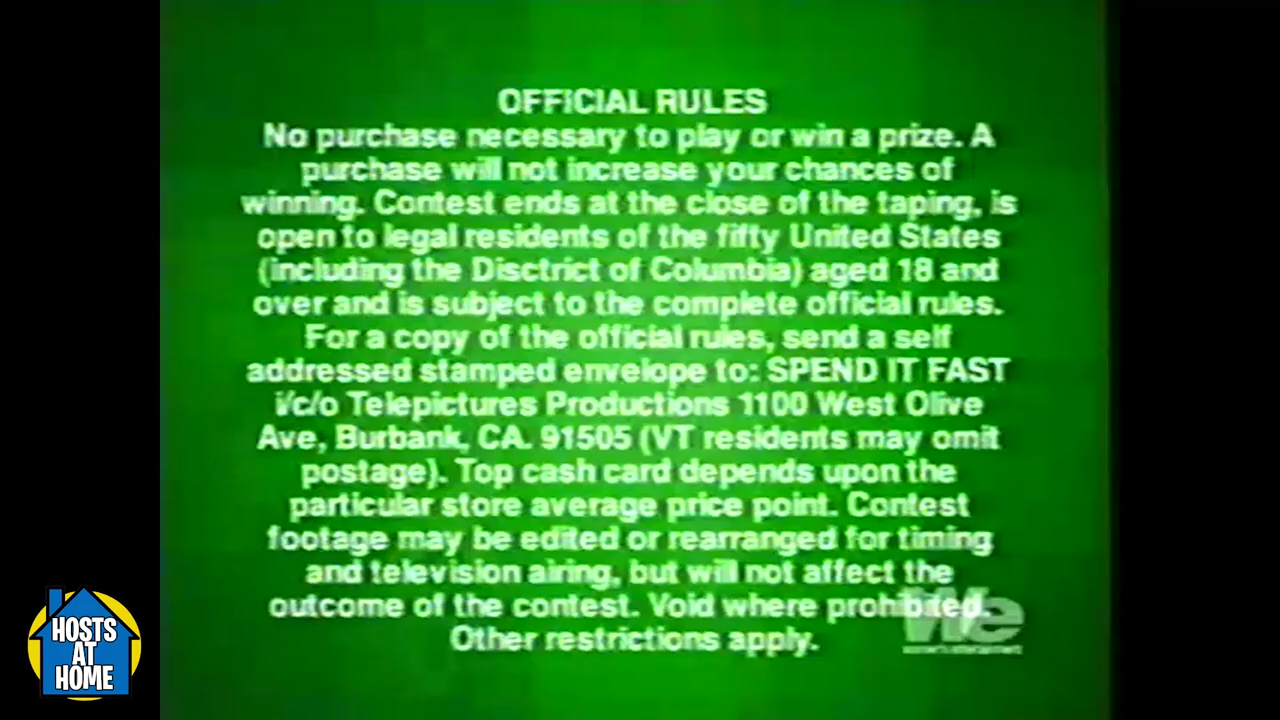 OFFICIAL RULES
No purchase necessary to play or win a prize. A
purchase will not increase your chances of
winning. Contest ends at the close of the taping, is
open to legal residents of the fifty United States
(including the Disctrict of Columbia) aged 18 and
over and is subject to the complete official rules.
For a copy of the official rules, send a self
addressed stamped envelope to: SPEND IT FAST
i/c/o Telepictures Productions 1100 West Olive
Ave, Burbank, CA. 91505 (VT residents may omit
postage). Top cash card depends upon the
particular store average price point. Contest
footage may be edited or rearranged for timing
and television airing, but will not affect the
outcome of the contest. Void where prohibited.
Other restrictions apply.
We
women's entertainment
HOSTS
AT
HOME